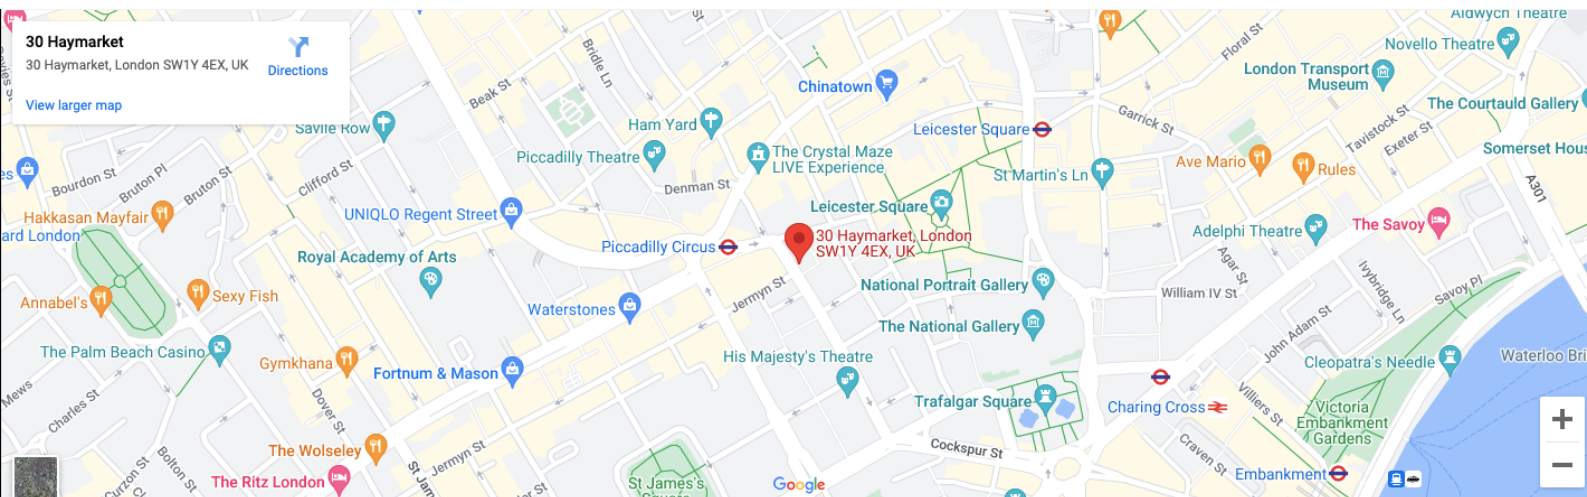 30 Haymarket
30 Haymarket, London SW1Y 4EX, UK
Directions
View larger map
Aldwych Theatre
Novello Theatre
Floral St
London Transport
Museum
The Courtauld Gallery
Bridle Ln
Beak St
Chinatown
Savile Row
Ham Yard
Leicester Square
Garrick St
Tavistock St
Exeter St
Somerset Hous
Piccadilly Theatre
The Crystal Maze
LIVE Experience
Ave Mario
Rules
St Martin's Ln
A301
Bourdon St
Bruton Pl
Bruton St
Clifford St
Denman St
Hakkasan Mayfair
UNIQLO Regent Street
Leicester Square
ard London
Piccadilly Circus
30 Haymarket, London
SW1Y 4EX, UK
Adelphi Theatre
The Savoy
Royal Academy of Arts
Agar St
Ivybridge Ln
Savoy Pl
Annabel's
Sexy Fish
Waterstones
Jermyn St
National Portrait Gallery
William IV St
The National Gallery
John Adam St
The Palm Beach Casino
Gymkhana
Fortnum & Mason
His Majesty's Theatre
Cleopatra's Needle
Waterloo Bri
Mews
Charles St
Dover St
Trafalgar Square
Charing Cross
Villiers St
Victoria
Embankment
Gardens
The Wolseley
Jermyn St
Cockspur St
Craven St
Curzon St
Bolton St
The Ritz London
St Jam
St James's
Square
Google
Embankment